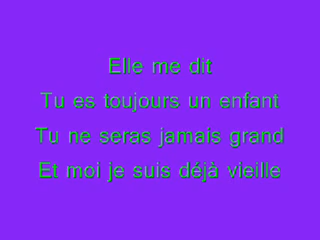 Elle me dit
Tu es toujours un enfant
Tu ne seras jamais grand
Et moi je suis déjà vieille